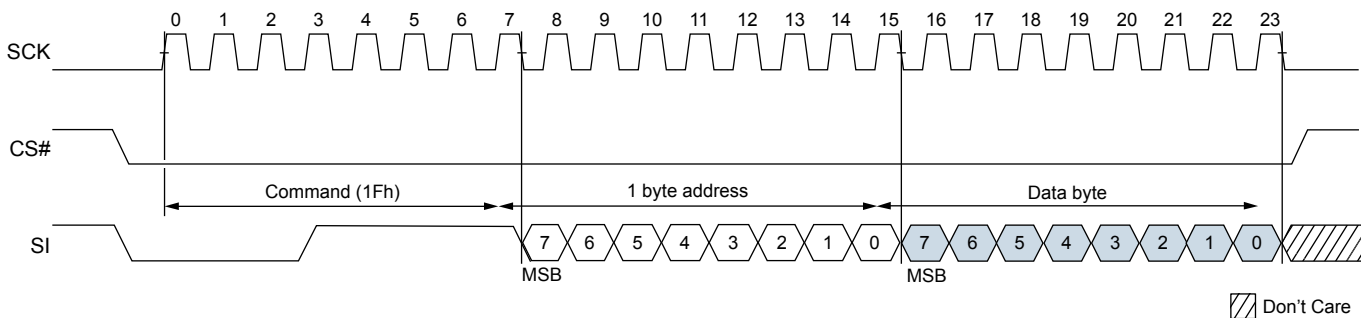 0 1 2 3 4 5 6 7 8 9 10 11 12 13 14 15 16 17 18 19 20 21 22 23
SCK
CS#
Command (1Fh) 1 byte address Data byte
SI 7 6 5 4 3 2 1 0 7 6 5 4 3 2 1 0
MSB MSB
Don't Care